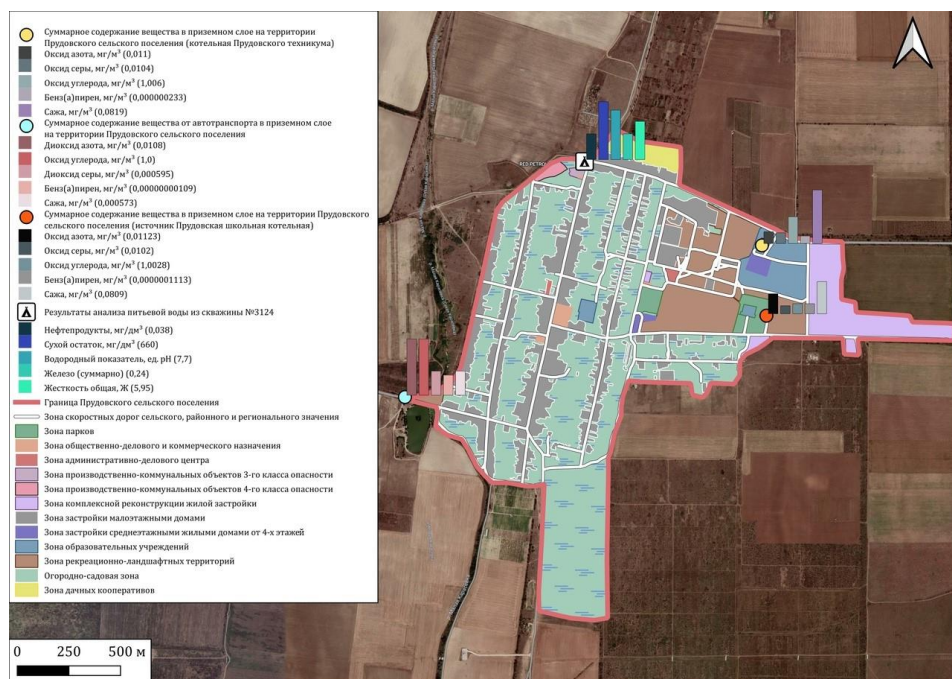 Суммарное содержание вещества в приземном слое на территории
Прудовского сельского поселения (котельная Прудовского техникума)
Оксид азота, мг/м³ (0,011)
Оксид серы, мг/м³ (0,0104)
Оксид углерода, мг/м³ (1,006)
Бенз(а)пирен, мг/м³ (0,000000233)
Сажа, мг/м³ (0,0819)
Суммарное содержание вещества от автотранспорта в приземном слое
на территории Прудовского сельского поселения
Диоксид азота, мг/м³ (0,0108)
Оксид углерода, мг/м³ (1,0)
Диоксид серы, мг/м³ (0,000595)
Бенз(а)пирен, мг/м³ (0,00000000109)
Сажа, мг/м³ (0,000573)
Суммарное содержание вещества в приземном слое на территории Прудовского
сельского поселения (источник Прудовская школьная котельная)
Оксид азота, мг/м³ (0,01123)
Оксид серы, мг/м³ (0,0102)
Оксид углерода, мг/м³ (1,0028)
Бенз(а)пирен, мг/м³ (0,0000001113)
Сажа, мг/м³ (0,0809)
Результаты анализа питьевой воды из скважины №3124
Нефтепродукты, мг/дм³ (0,038)
Сухой остаток, мг/дм³ (660)
Водородный показатель, ед. pH (7,7)
Железо (суммарно) (0,24)
Жесткость общая, Ж (5,95)
Граница Прудовского сельского поселения
Зона скоростных дорог сельского, районного и регионального значения
Зона парков
Зона общественно-делового и коммерческого назначения
Зона административно-делового центра
Зона производственно-коммунальных объектов 3-го класса опасности
Зона производственно-коммунальных объектов 4-го класса опасности
Зона комплексной реконструкции жилой застройки
Зона застройки малоэтажными домами
Зона застройки среднеэтажными жилыми домами от 4-х этажей
Зона образовательных учреждений
Зона рекреационно-ландшафтных территорий
Огородно-садовая зона
Зона дачных кооперативов
RED PETROL
0 250 500 м